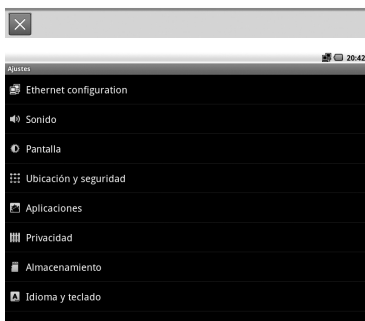 20:42
Ajustes
Ethernet configuration
Sonido
Pantalla
Ubicación y seguridad
Aplicaciones
Privacidad
Almacenamiento
Idioma y teclado